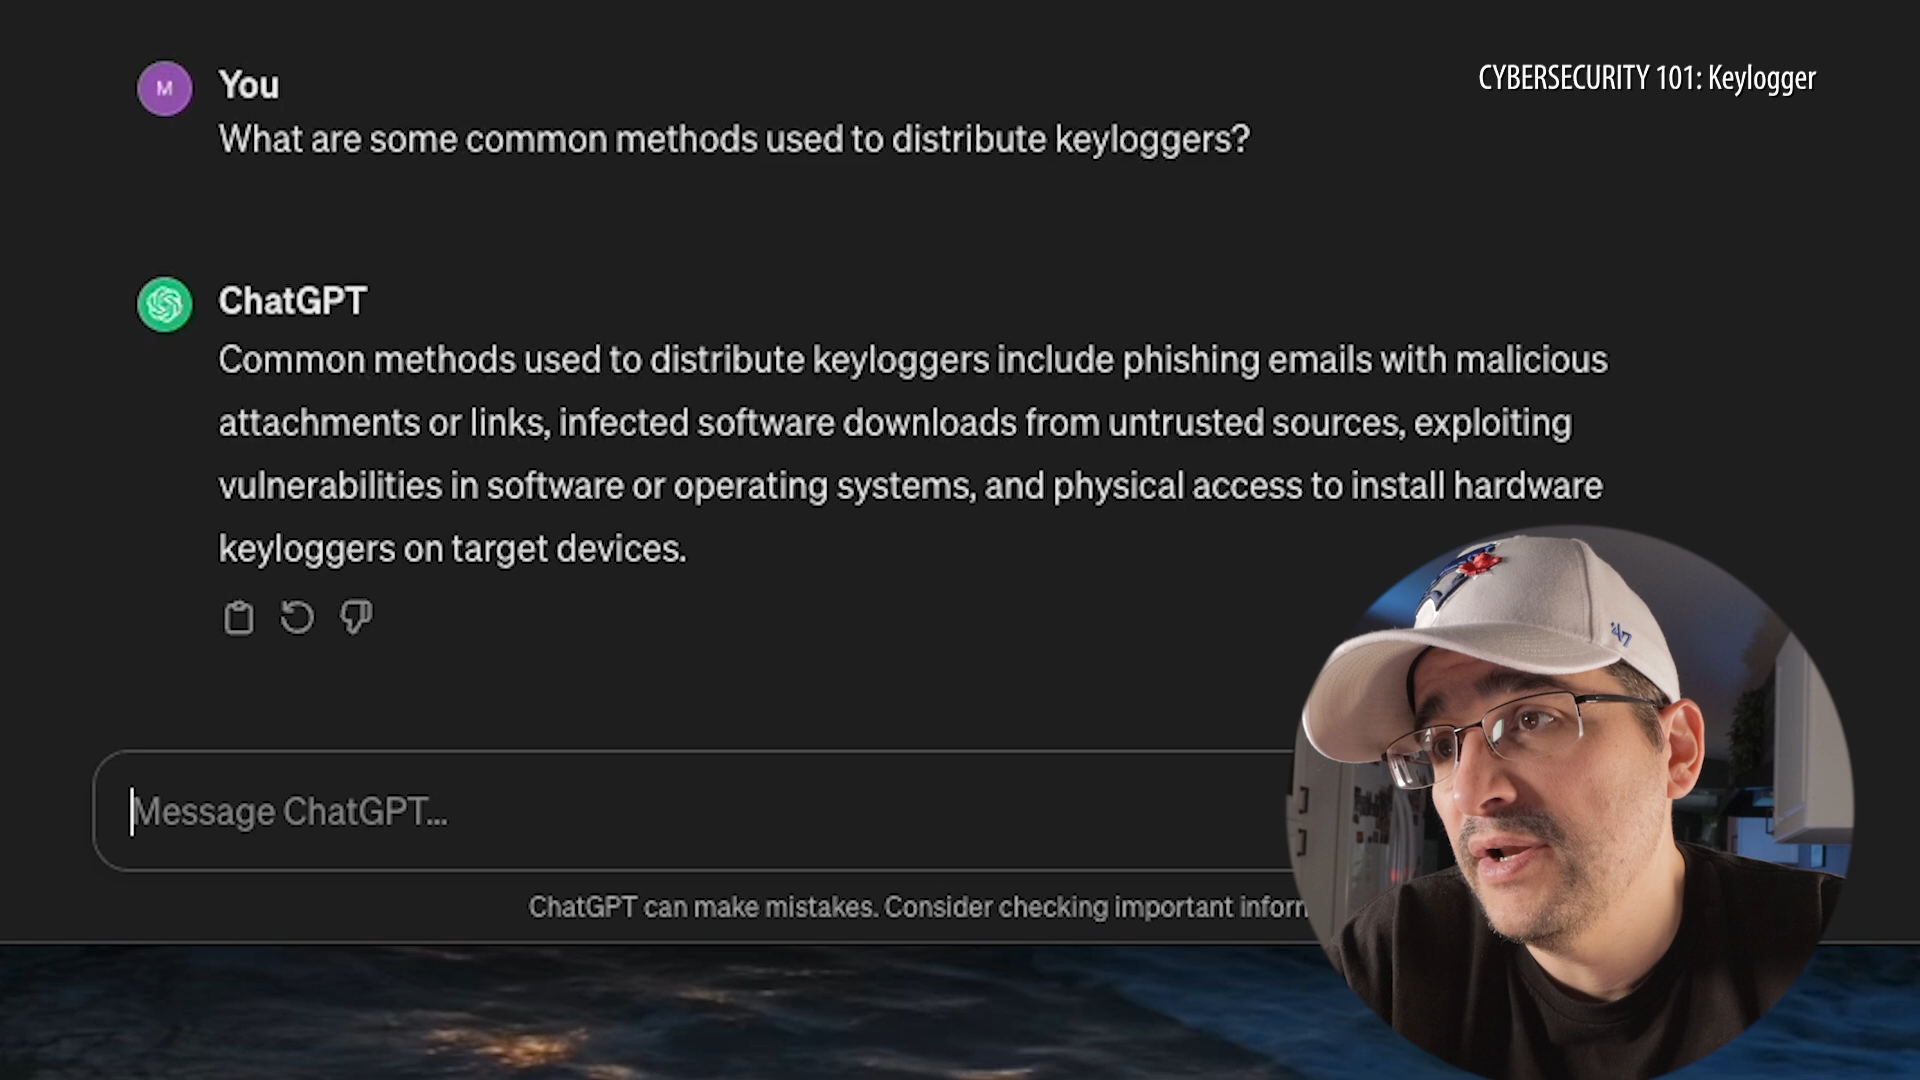 CYBERSECURITY 101: Keylogger
M
You
What are some common methods used to distribute keyloggers?
ChatGPT
Common methods used to distribute keyloggers include phishing emails with malicious
attachments or links, infected software downloads from untrusted sources, exploiting
vulnerabilities in software or operating systems, and physical access to install hardware
keyloggers on target devices.
'47
Message ChatGPT...
ChatGPT can make mistakes. Consider checking important inform